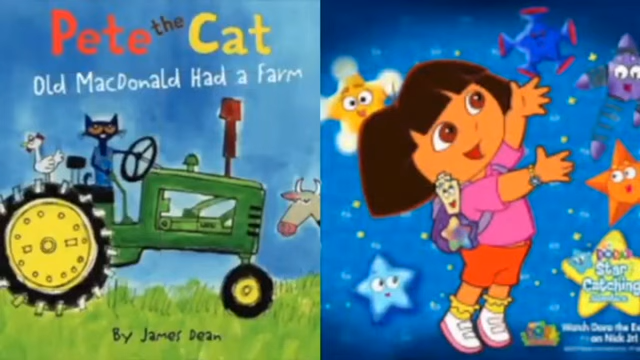 Pete the Cat
Old MacDonald Had a Farm
By James Dean
DORA'S
Star
Catching
Watch Dora the Ex
on Nick Jr!